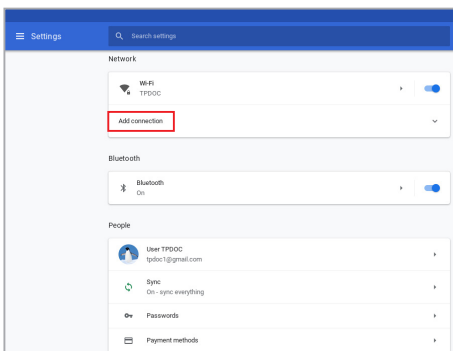 Settings
Search settings
Network
Wi-Fi
TPDOC
Add connection
Bluetooth
Bluetooth
On
People
User TPDOC
tpdoc1@gmail.com
Sync
On - sync everything
Passwords
Payment methods